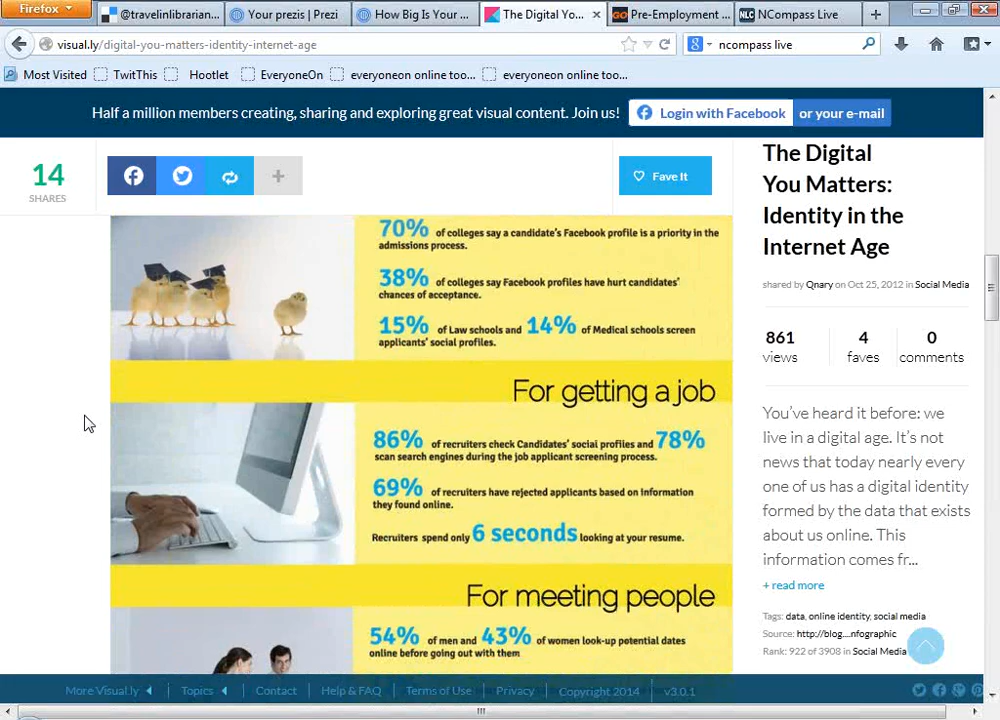 Firefox
@travelinlibrarian...
Your prezis | Prezi
How Big Is Your ...
The Digital Yo...
Pre-Employment ...
NLC NCompass Live
visual.ly/digital-you-matters-identity-internet-age
ncompass live
Most Visited
TwitThis
Hootlet
EveryoneOn
everyoneon online too...
everyoneon online too...
Half a million members creating, sharing and exploring great visual content. Join us!
Login with Facebook
or your e-mail
14
SHARES
Fave It
70% of colleges say a candidate's Facebook profile is a priority in the
admissions process.
38% of colleges say Facebook profiles have hurt candidates'
chances of acceptance.
15% of Law schools and 14% of Medical schools screen
applicants' social profiles.
For getting a job
86% of recruiters check Candidates' social profiles and 78%
scan search engines during the job applicant screening process.
69% of recruiters have rejected applicants based on information
they found online.
Recruiters spend only 6 seconds looking at your resume.
For meeting people
54% of men and 43% of women look-up potential dates
online before going out with them
The Digital
You Matters:
Identity in the
Internet Age
shared by Qnary on Oct 25, 2012 in Social Media
861
views
4
faves
0
comments
You've heard it before: we
live in a digital age. It's not
news that today nearly every
one of us has a digital identity
formed by the data that exists
about us online. This
information comes fr...
+ read more
Tags: data, online identity, social media
Source: http://blog....nfographic
Rank: 922 of 3908 in Social Media
More Visual.ly
Topics
Contact
Help & FAQ
Terms of Use
Privacy
Copyright 2014
v3.0.1